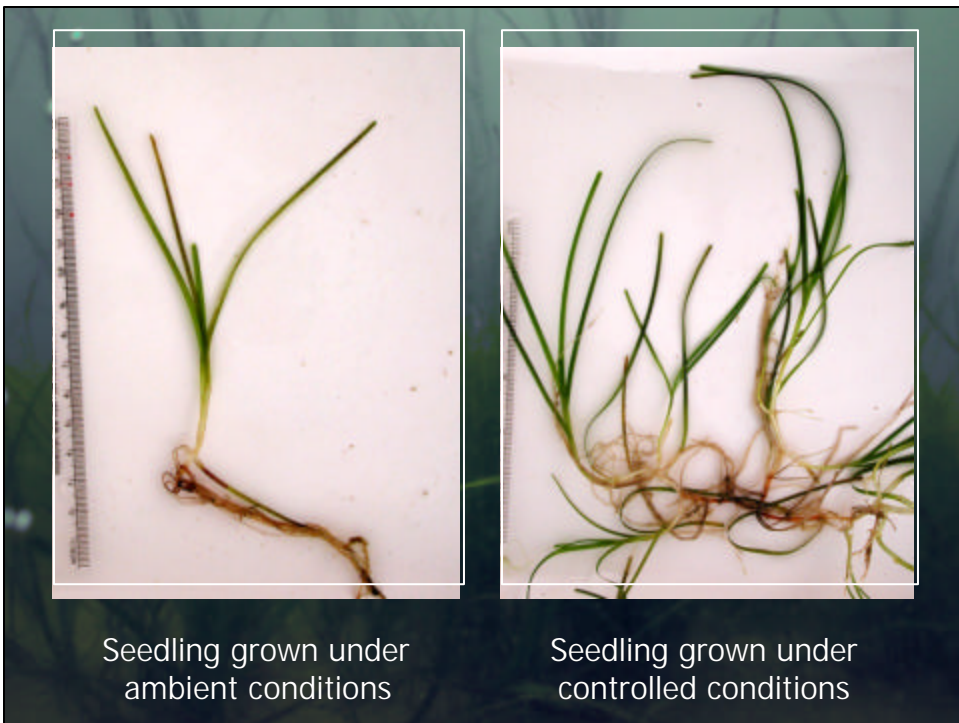 Seedling grown under
ambient conditions
Seedling grown under
controlled conditions